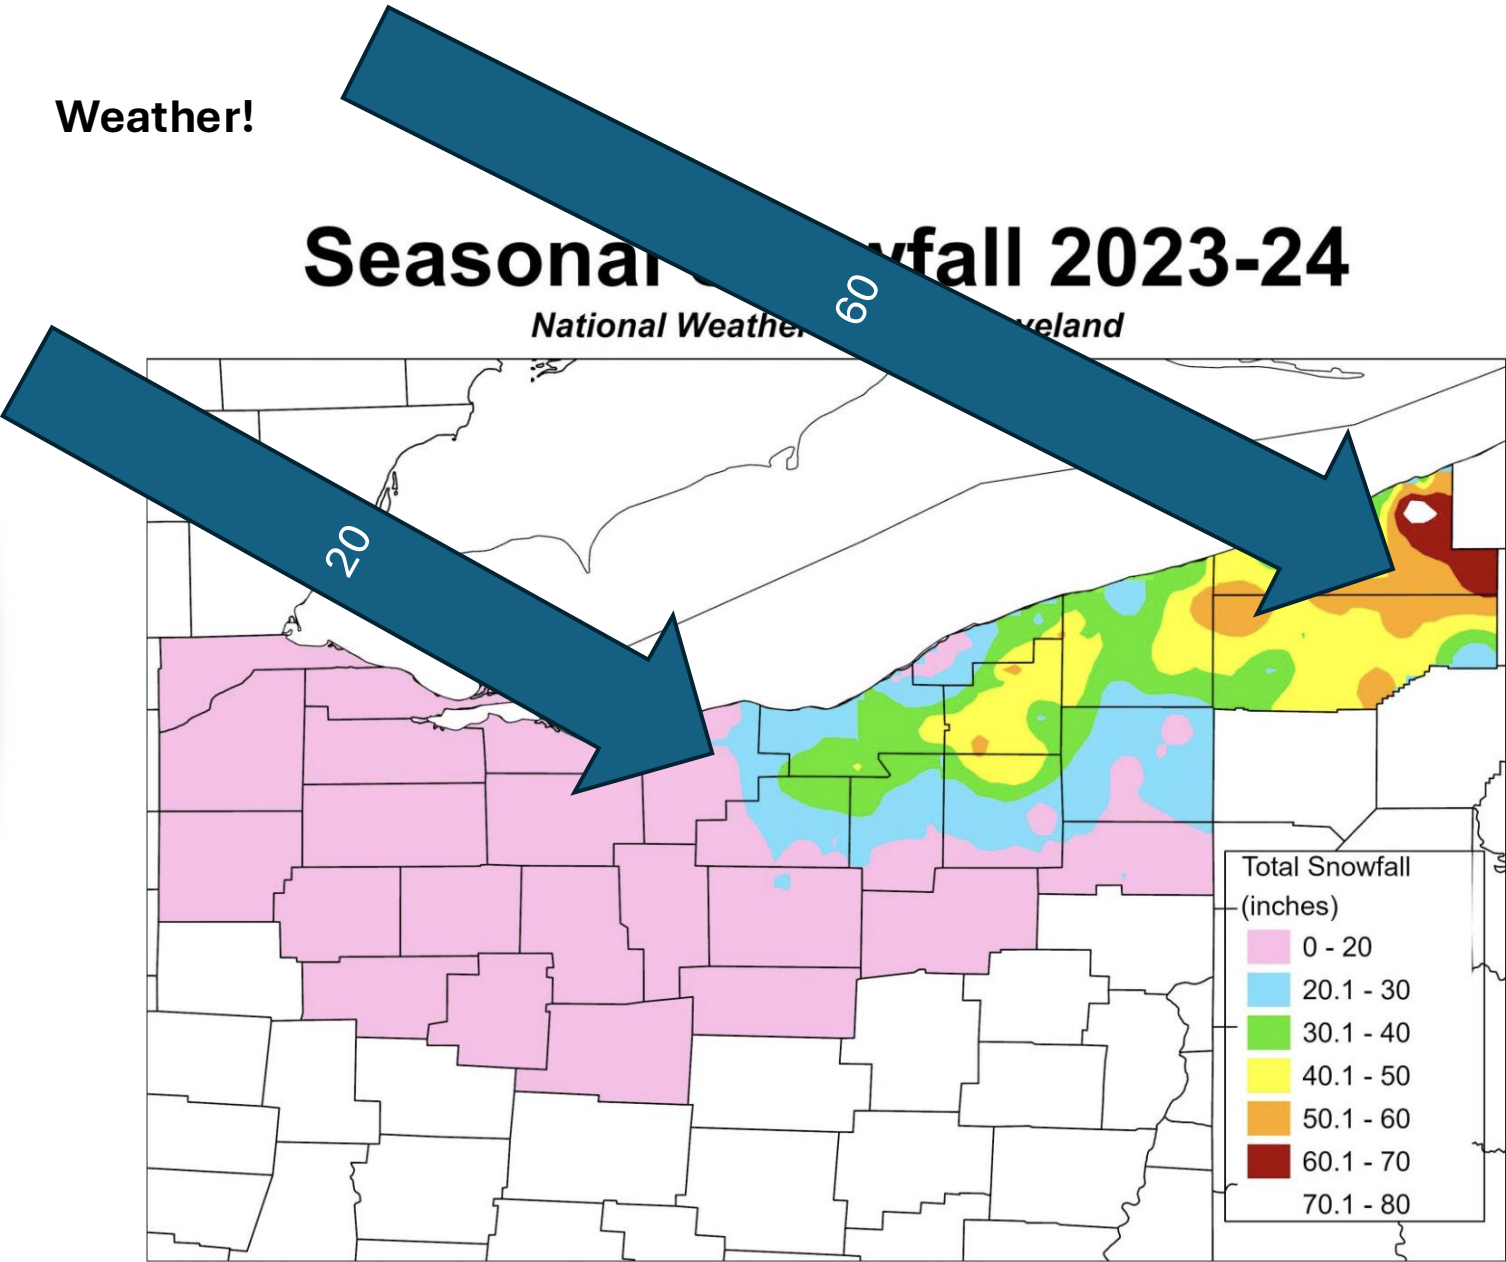 Weather!
Seasonal fall 2023-24
National Weather
60
20
Total Snowfall
(inches)
0 - 20
20.1 - 30
30.1 - 40
40.1 - 50
50.1 - 60
60.1 - 70
70.1 - 80